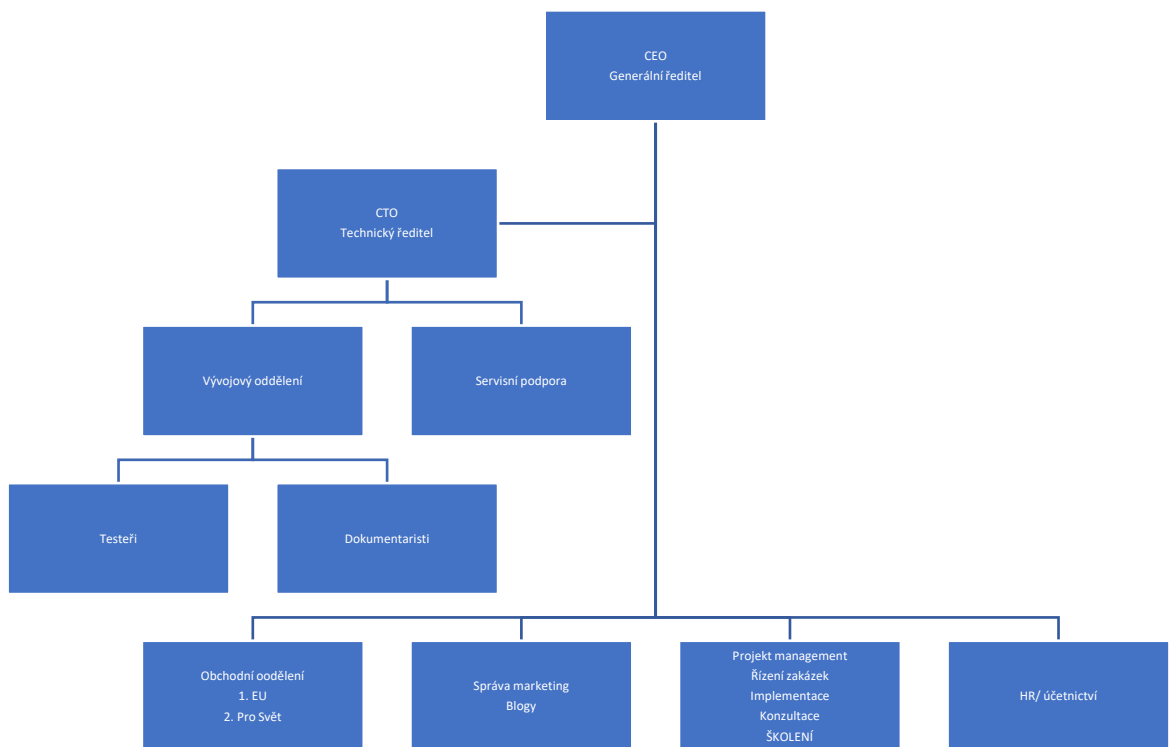 CEO
Generální ředitel
CTO
Technický ředitel
Vývojový oddělení
Servisní podpora
Testeři
Dokumentaristi
Obchodní oodělení
1. EU
2. Pro Svět
Správa marketing
Blogy
Projekt management
Řízení zakázek
Implementace
Konzultace
ŠKOLENÍ
HR/ účetnictví